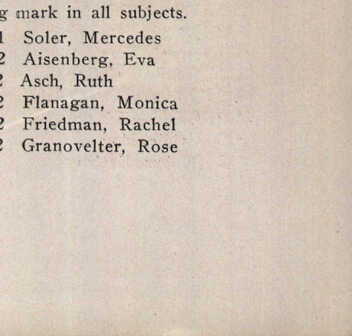 g mark in all subjects.
1 Soler, Mercedes
2 Aisenberg, Eva
2 Asch, Ruth
2 Flanagan, Monica
2 Friedman, Rachel
2 Granovelter, Rose